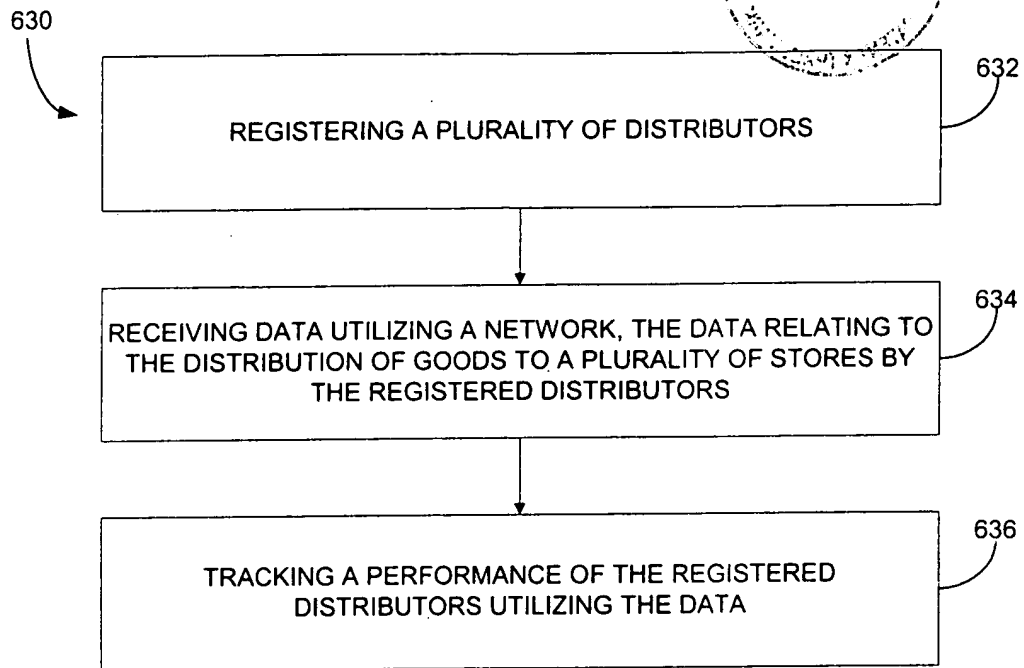 630
632
REGISTERING A PLURALITY OF DISTRIBUTORS
634
RECEIVING DATA UTILIZING A NETWORK, THE DATA RELATING TO
THE DISTRIBUTION OF GOODS TO A PLURALITY OF STORES BY
THE REGISTERED DISTRIBUTORS
636
TRACKING A PERFORMANCE OF THE REGISTERED
DISTRIBUTORS UTILIZING THE DATA